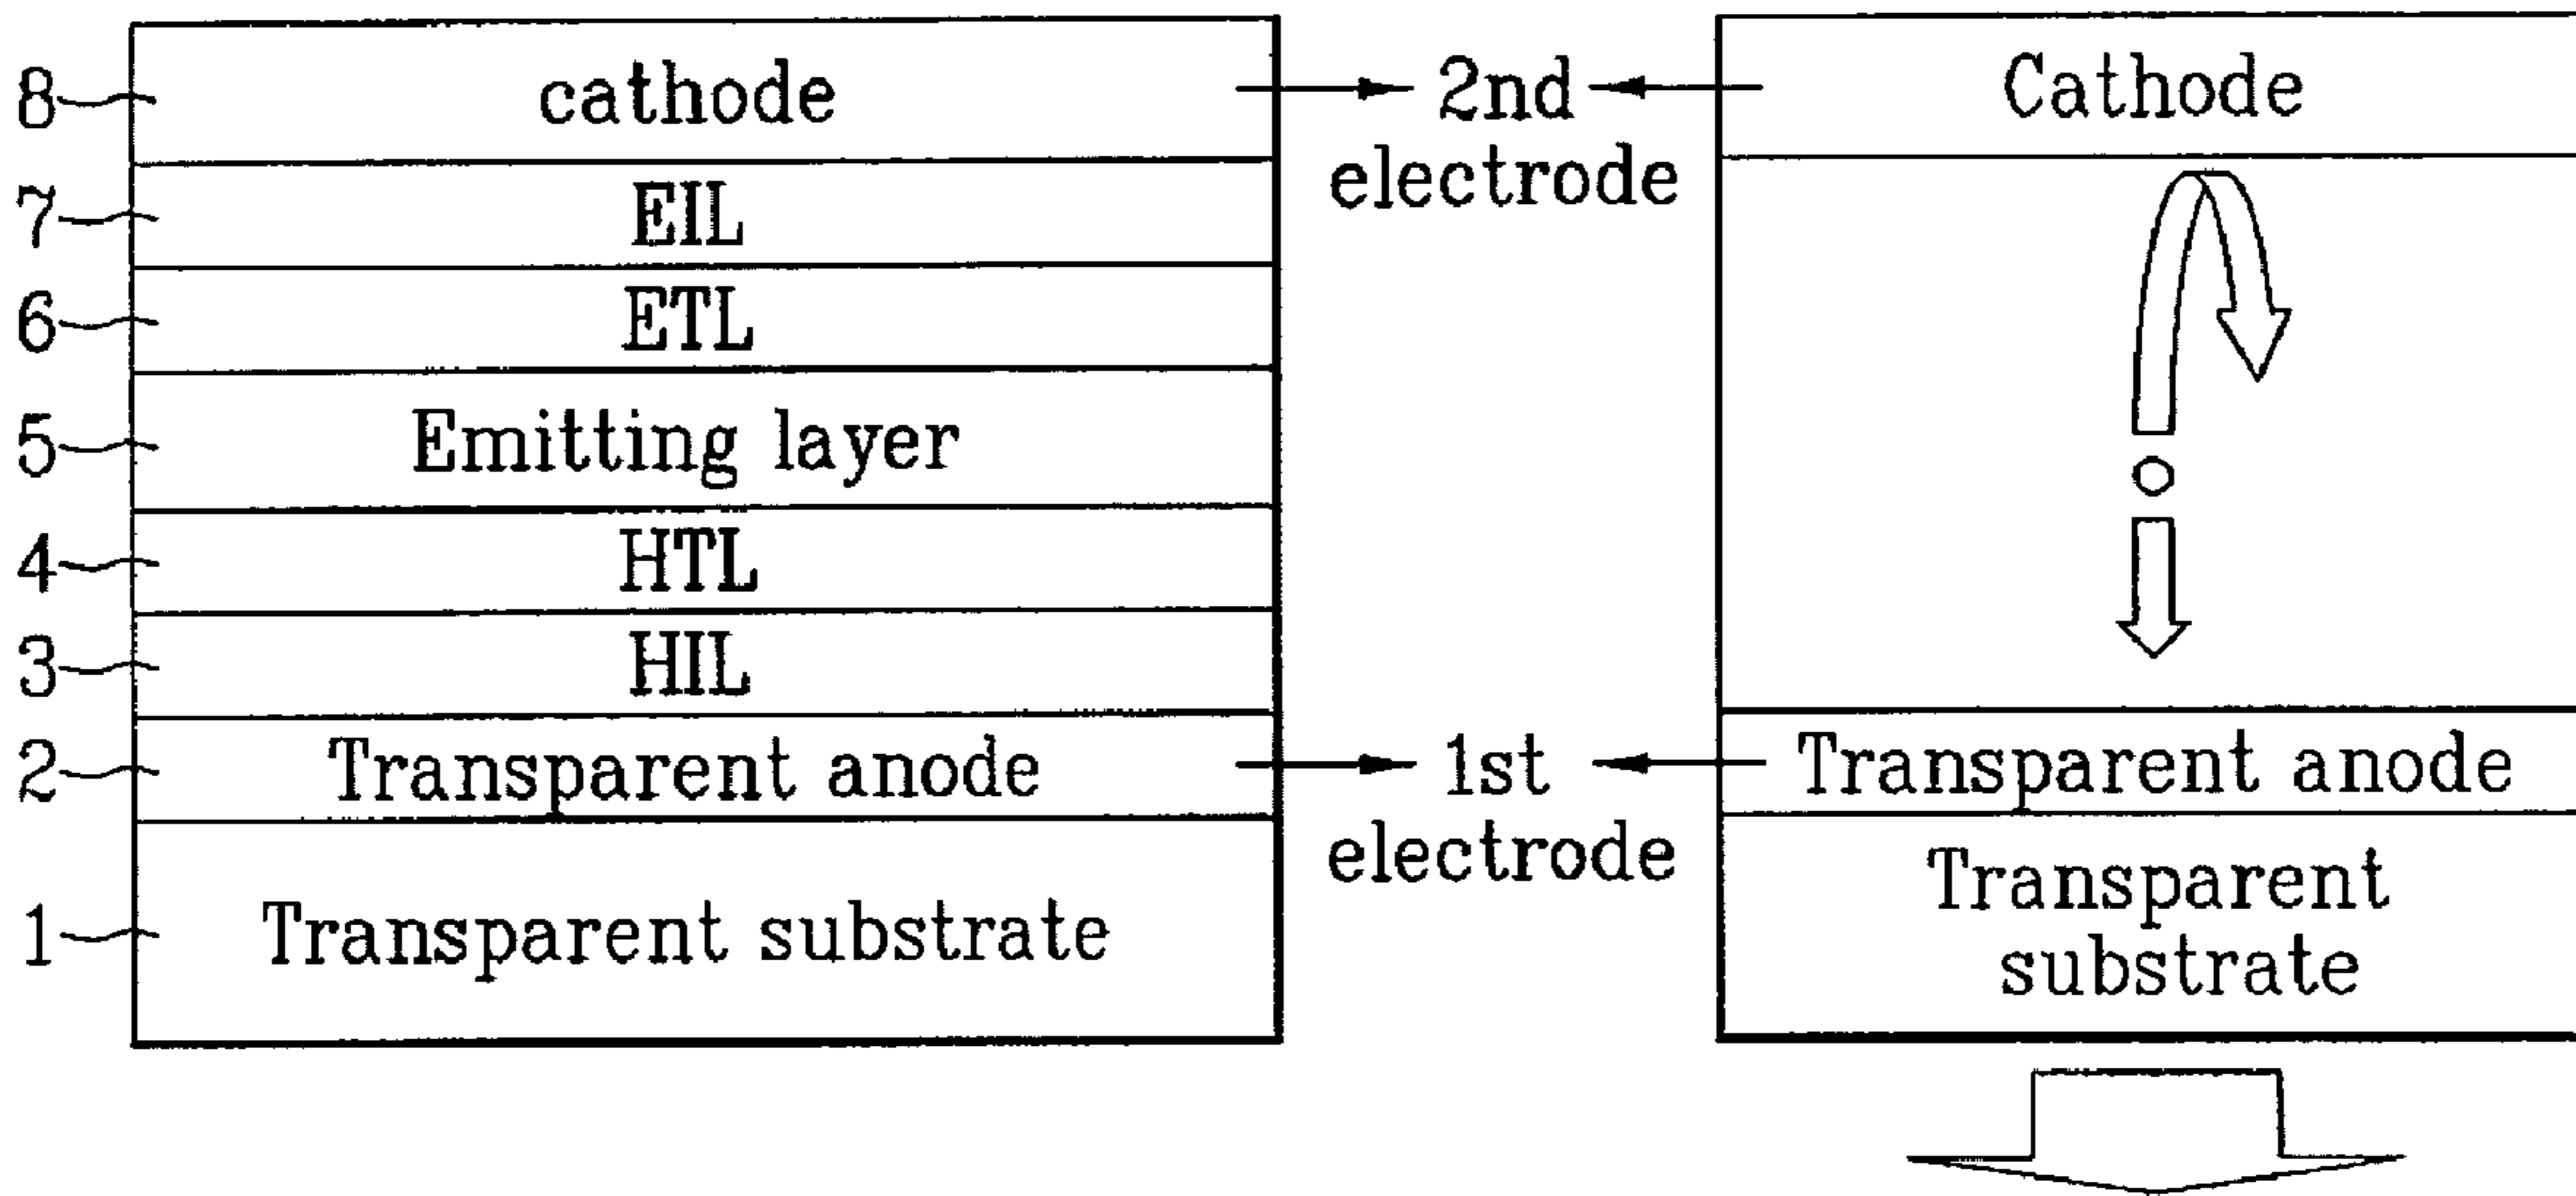 8
cathode
7
EIL
6
ETL
5
Emitting layer
4
HTL
3
HIL
2
Transparent anode
1
Transparent substrate
2nd
electrode
1st
electrode
Cathode
Transparent anode
Transparent
substrate